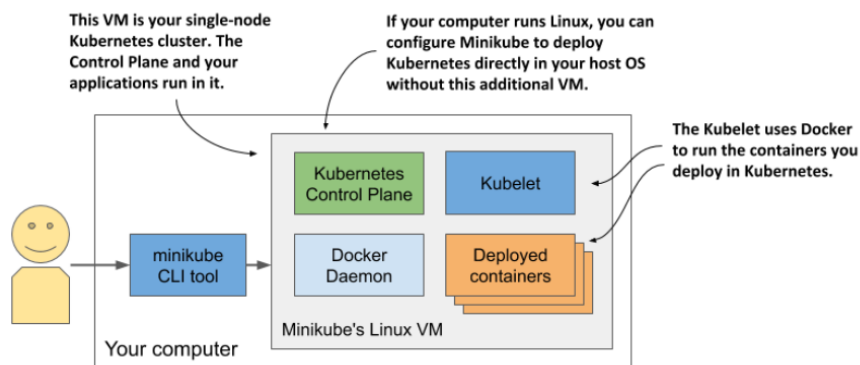 This VM is your single-node
Kubernetes cluster. The
Control Plane and your
applications run in it.
If your computer runs Linux, you can
configure Minikube to deploy
Kubernetes directly in your host OS
without this additional VM.
The Kubelet uses Docker
to run the containers you
deploy in Kubernetes.
Kubernetes
Control Plane
Kubelet
minikube
CLI tool
Docker
Daemon
Deployed
containers
Minikube's Linux VM
Your computer